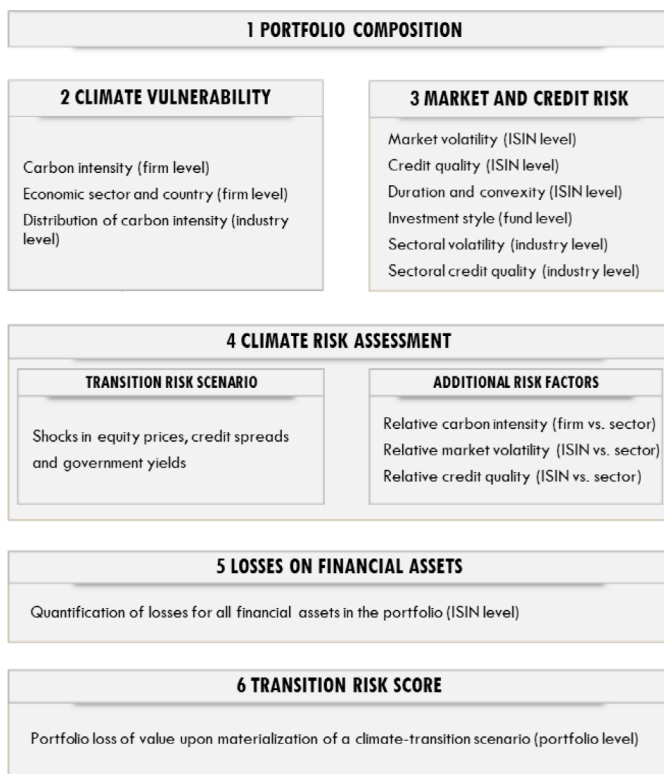 1 PORTFOLIO COMPOSITION
2 CLIMATE VULNERABILITY
Carbon intensity (firm level)
Economic sector and country (firm level)
Distribution of carbon intensity (industry
level)
3 MARKET AND CREDIT RISK
Market volatility (ISIN level)
Credit quality (ISIN level)
Duration and convexity (ISIN level)
Investment style (fund level)
Sectoral volatility (industry level)
Sectoral credit quality (industry level)
4 CLIMATE RISK ASSESSMENT
TRANSITION RISK SCENARIO
Shocks in equity prices, credit spreads
and government yields
ADDITIONAL RISK FACTORS
Relative carbon intensity (firm vs. sector)
Relative market volatility (ISIN vs. sector)
Relative credit quality (ISIN vs. sector)
5 LOSSES ON FINANCIAL ASSETS
Quantification of losses for all financial assets in the portfolio (ISIN level)
6 TRANSITION RISK SCORE
Portfolio loss of value upon materialization of a climate-transition scenario (portfolio level)